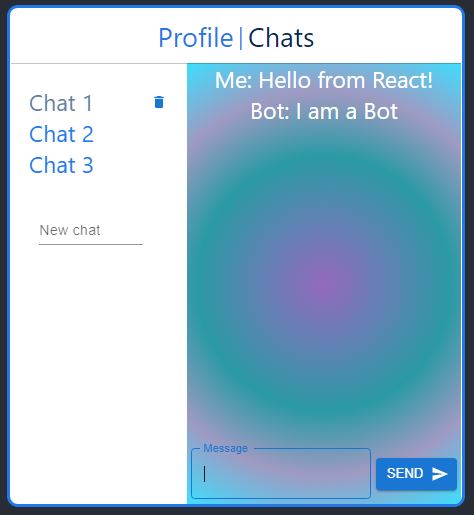 Profile | Chats
Chat 1
Chat 2
Chat 3
New chat
Me: Hello from React!
Bot: I am a Bot
Message
SEND